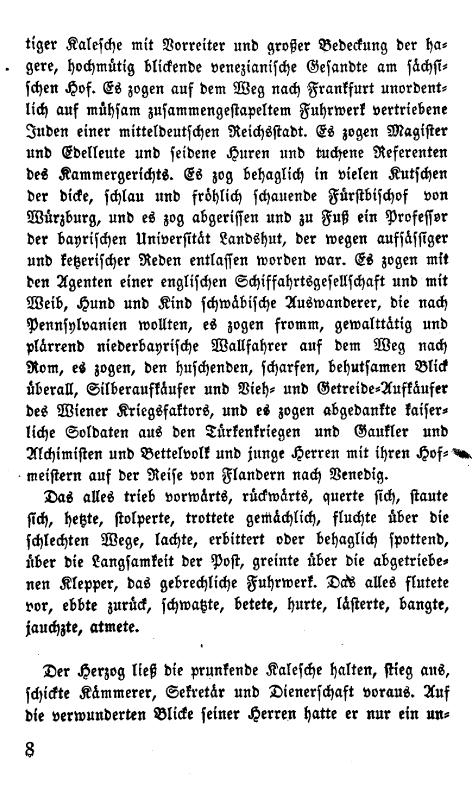 tiger Kalesche mit Vorreiter und großer Bedeckung der ha-
gere, hochmütig blickende venezianische Gesandte am sächsi-
schen Hof. Es zogen auf dem Weg nach Frankfurt unordent-
lich auf mühsam zusammengestapeltem Fuhrwerk vertriebene
Juden einer mitteldeutschen Reichsstadt. Es zogen Magister
und Edelleute und seidene Huren und tuchene Referenten
des Kammergerichts. Es zog behaglich in vielen Kutschen
der dicke, schlau und fröhlich schauende Fürstbischof von
Würzburg, und es zog abgerissen und zu Fuß ein Professor
der bayrischen Universität Landshut, der wegen aufsässiger
und ketzerischer Reden entlassen worden war. Es zogen mit
den Agenten einer englischen Schiffahrtsgesellschaft und mit
Weib, Hund und Kind schwäbische Auswanderer, die nach
Pennsylvanien wollten, es zogen fromm, gewalttätig und
plärrend niederbayrische Wallfahrer auf dem Weg nach
Rom, es zogen, den huschenden, scharfen, behutsamen Blick
überall, Silberaufkäufer und Vieh- und Getreide-Aufkäufer
des Wiener Kriegsfaktors, und es zogen abgedankte kaiser-
liche Soldaten aus den Türkenkriegen und Gaukler und
Alchimisten und Bettelvolk und junge Herren mit ihren Hof-
meistern auf der Reise von Flandern nach Venedig.
Das alles trieb vorwärts, rückwärts, querte sich, staute
sich, hetzte, stolperte, trottete gemächlich, fluchte über die
schlechten Wege, lachte, erbittert oder behaglich spottend,
über die Langsamkeit der Post, greinte über die abgetriebe-
nen Klepper, das gebrechliche Fuhrwerk. Das alles flutete
vor, ebbte zurück, schwatzte, betete, hurte, lästerte, bangte,
jauchzte, atmete.
Der Herzog ließ die prunkende Kalesche halten, stieg aus,
schickte Kämmerer, Sekretär und Dienerschaft voraus. Auf
die verwunderten Blicke seiner Herren hatte er nur ein un-
8